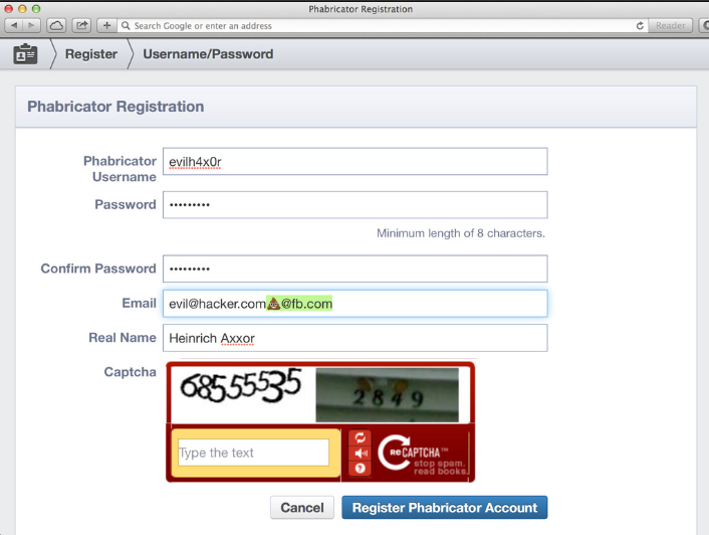 Phabricator Registration
Search Google or enter an address
Reader
Register
Username/Password
Phabricator Registration
Phabricator
Username
evilh4x0r
Password
•••••••••
Minimum length of 8 characters.
Confirm Password
•••••••••
Email
evil@hacker.com💩@fb.com
Real Name
Heinrich Axxor
Captcha
68555535
2849
Type the text
reCAPTCHA™
stop spam.
read books.
Cancel
Register Phabricator Account